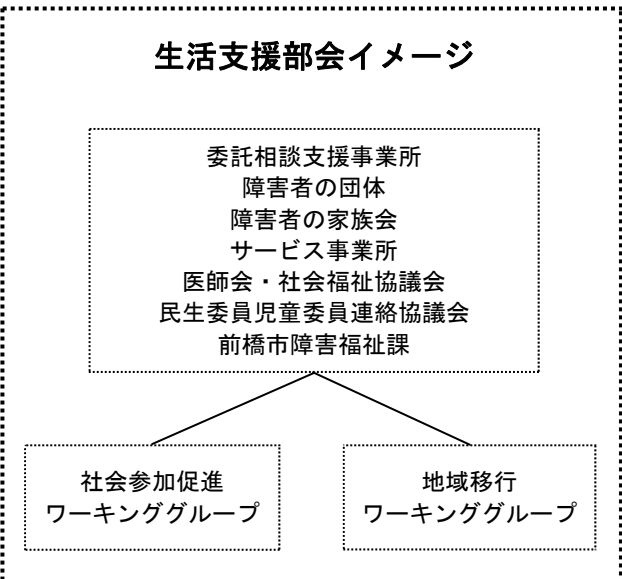 生活支援部会イメージ
委託相談支援事業所
障害者の団体
障害者の家族会
サービス事業所
医師会・社会福祉協議会
民生委員児童委員連絡協議会
前橋市障害福祉課
社会参加促進
ワーキンググループ
地域移行
ワーキンググループ